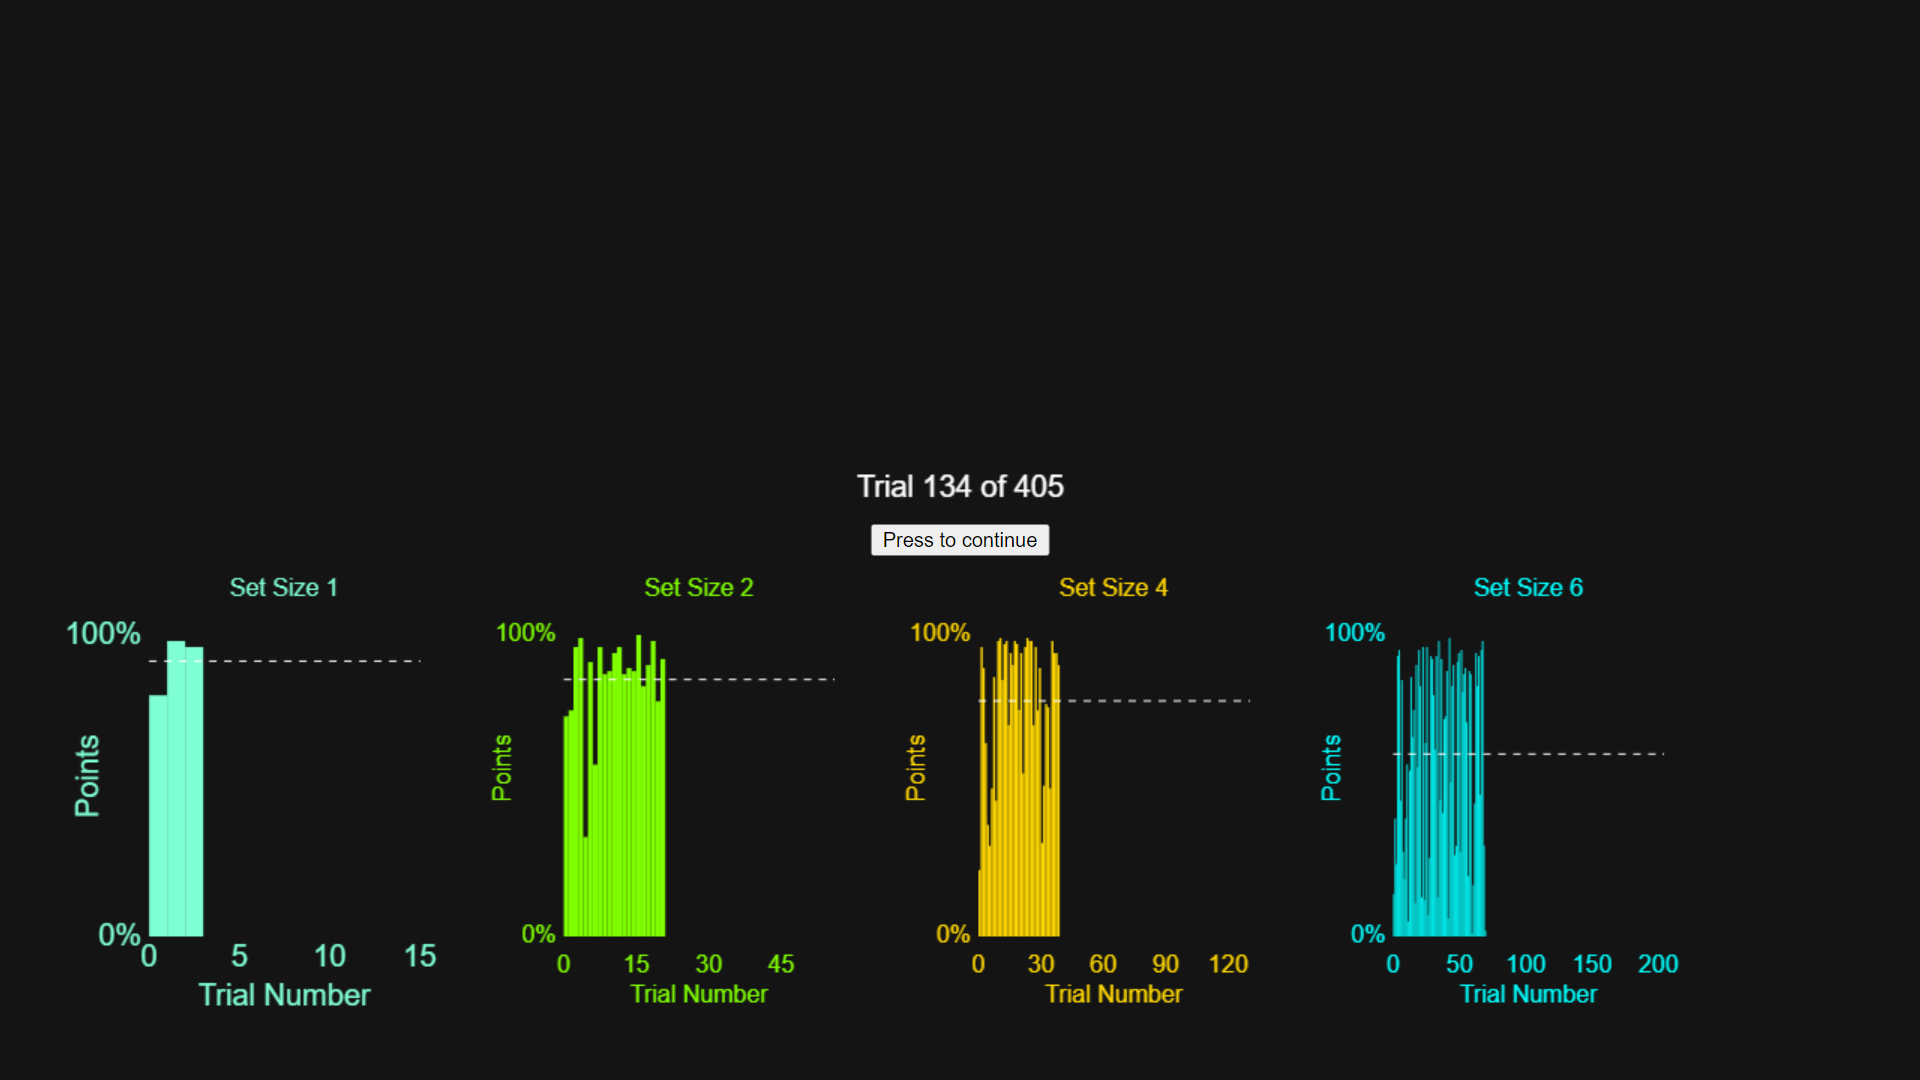 Trial 134 of 405
Press to continue
Set Size 1
100%
Points
0%
0 5 10 15
Trial Number
Set Size 2
100%
Points
0%
0 15 30 45
Trial Number
Set Size 4
100%
Points
0%
0 30 60 90 120
Trial Number
Set Size 6
100%
Points
0%
0 50 100 150 200
Trial Number